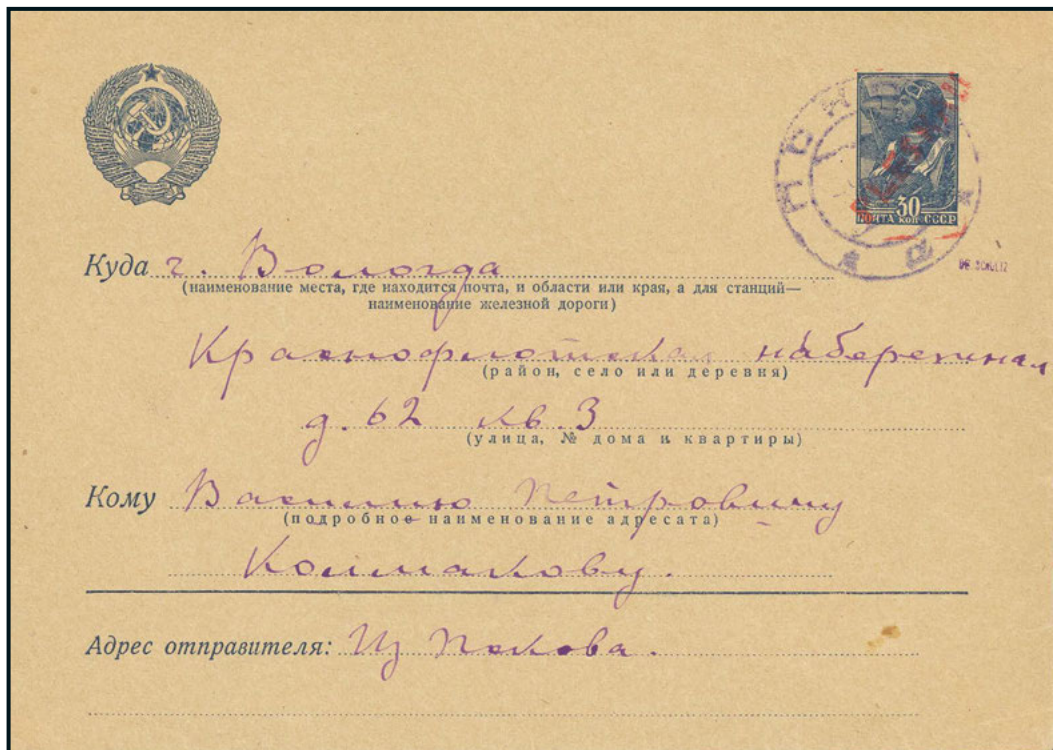 30
ПОЧТА КОП СССР
Куда г. Вологда
(наименование места, где находится почта, и области или края, а для станций—
наименование железной дороги)
Краснофлотская набережная
(район, село или деревня)
д. 62 кв. 3
(улица, № дома и квартиры)
Кому Василию Петровичу
(подробное наименование адресата)
Колмакову.
Адрес отправителя: Из Пскова.